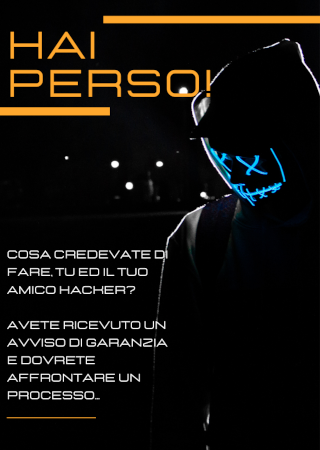 HAI
PERSO!
COSA CREDEVATE DI
FARE, TU ED IL TUO
AMICO HACKER?
AVETE RICEVUTO UN
AVVISO DI GARANZIA
E DOVRETE
AFFRONTARE UN
PROCESSO...